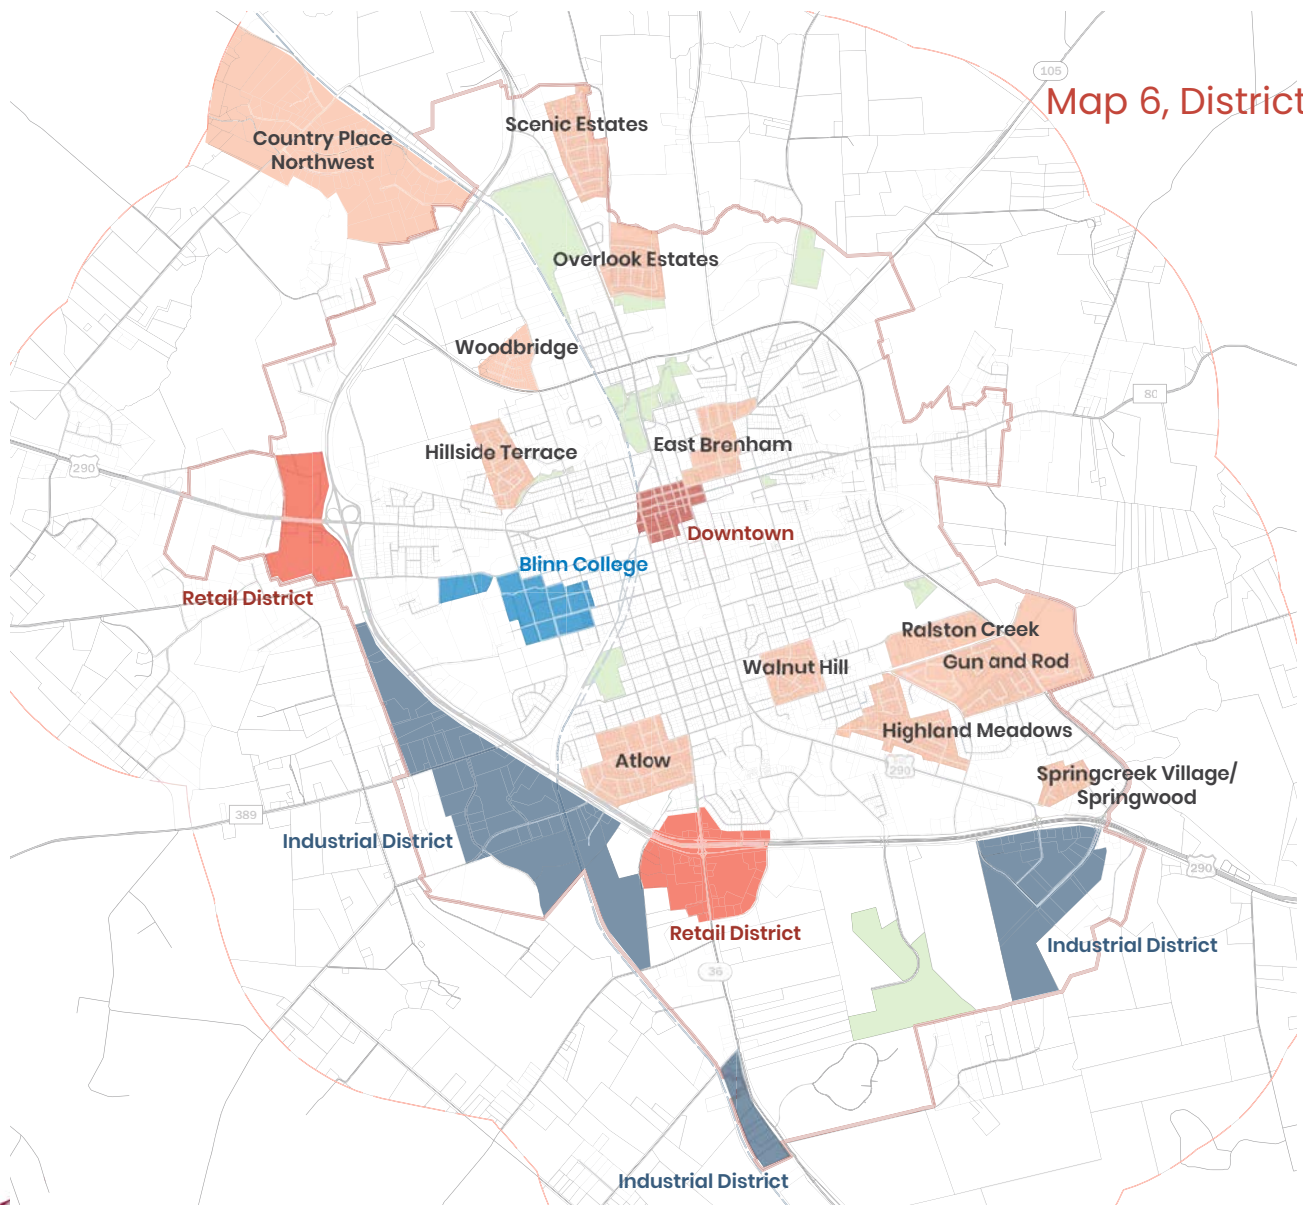 105
Map 6, District
Scenic Estates
Country Place
Northwest
Overlook Estates
Woodbridge
80
Hillside Terrace
East Brenham
290
Downtown
Blinn College
Retail District
Ralston Creek
Gun and Rod
Walnut Hill
Highland Meadows
Atlow
290
Springcreek Village/
Springwood
389
Industrial District
290
Retail District
Industrial District
36
Industrial District